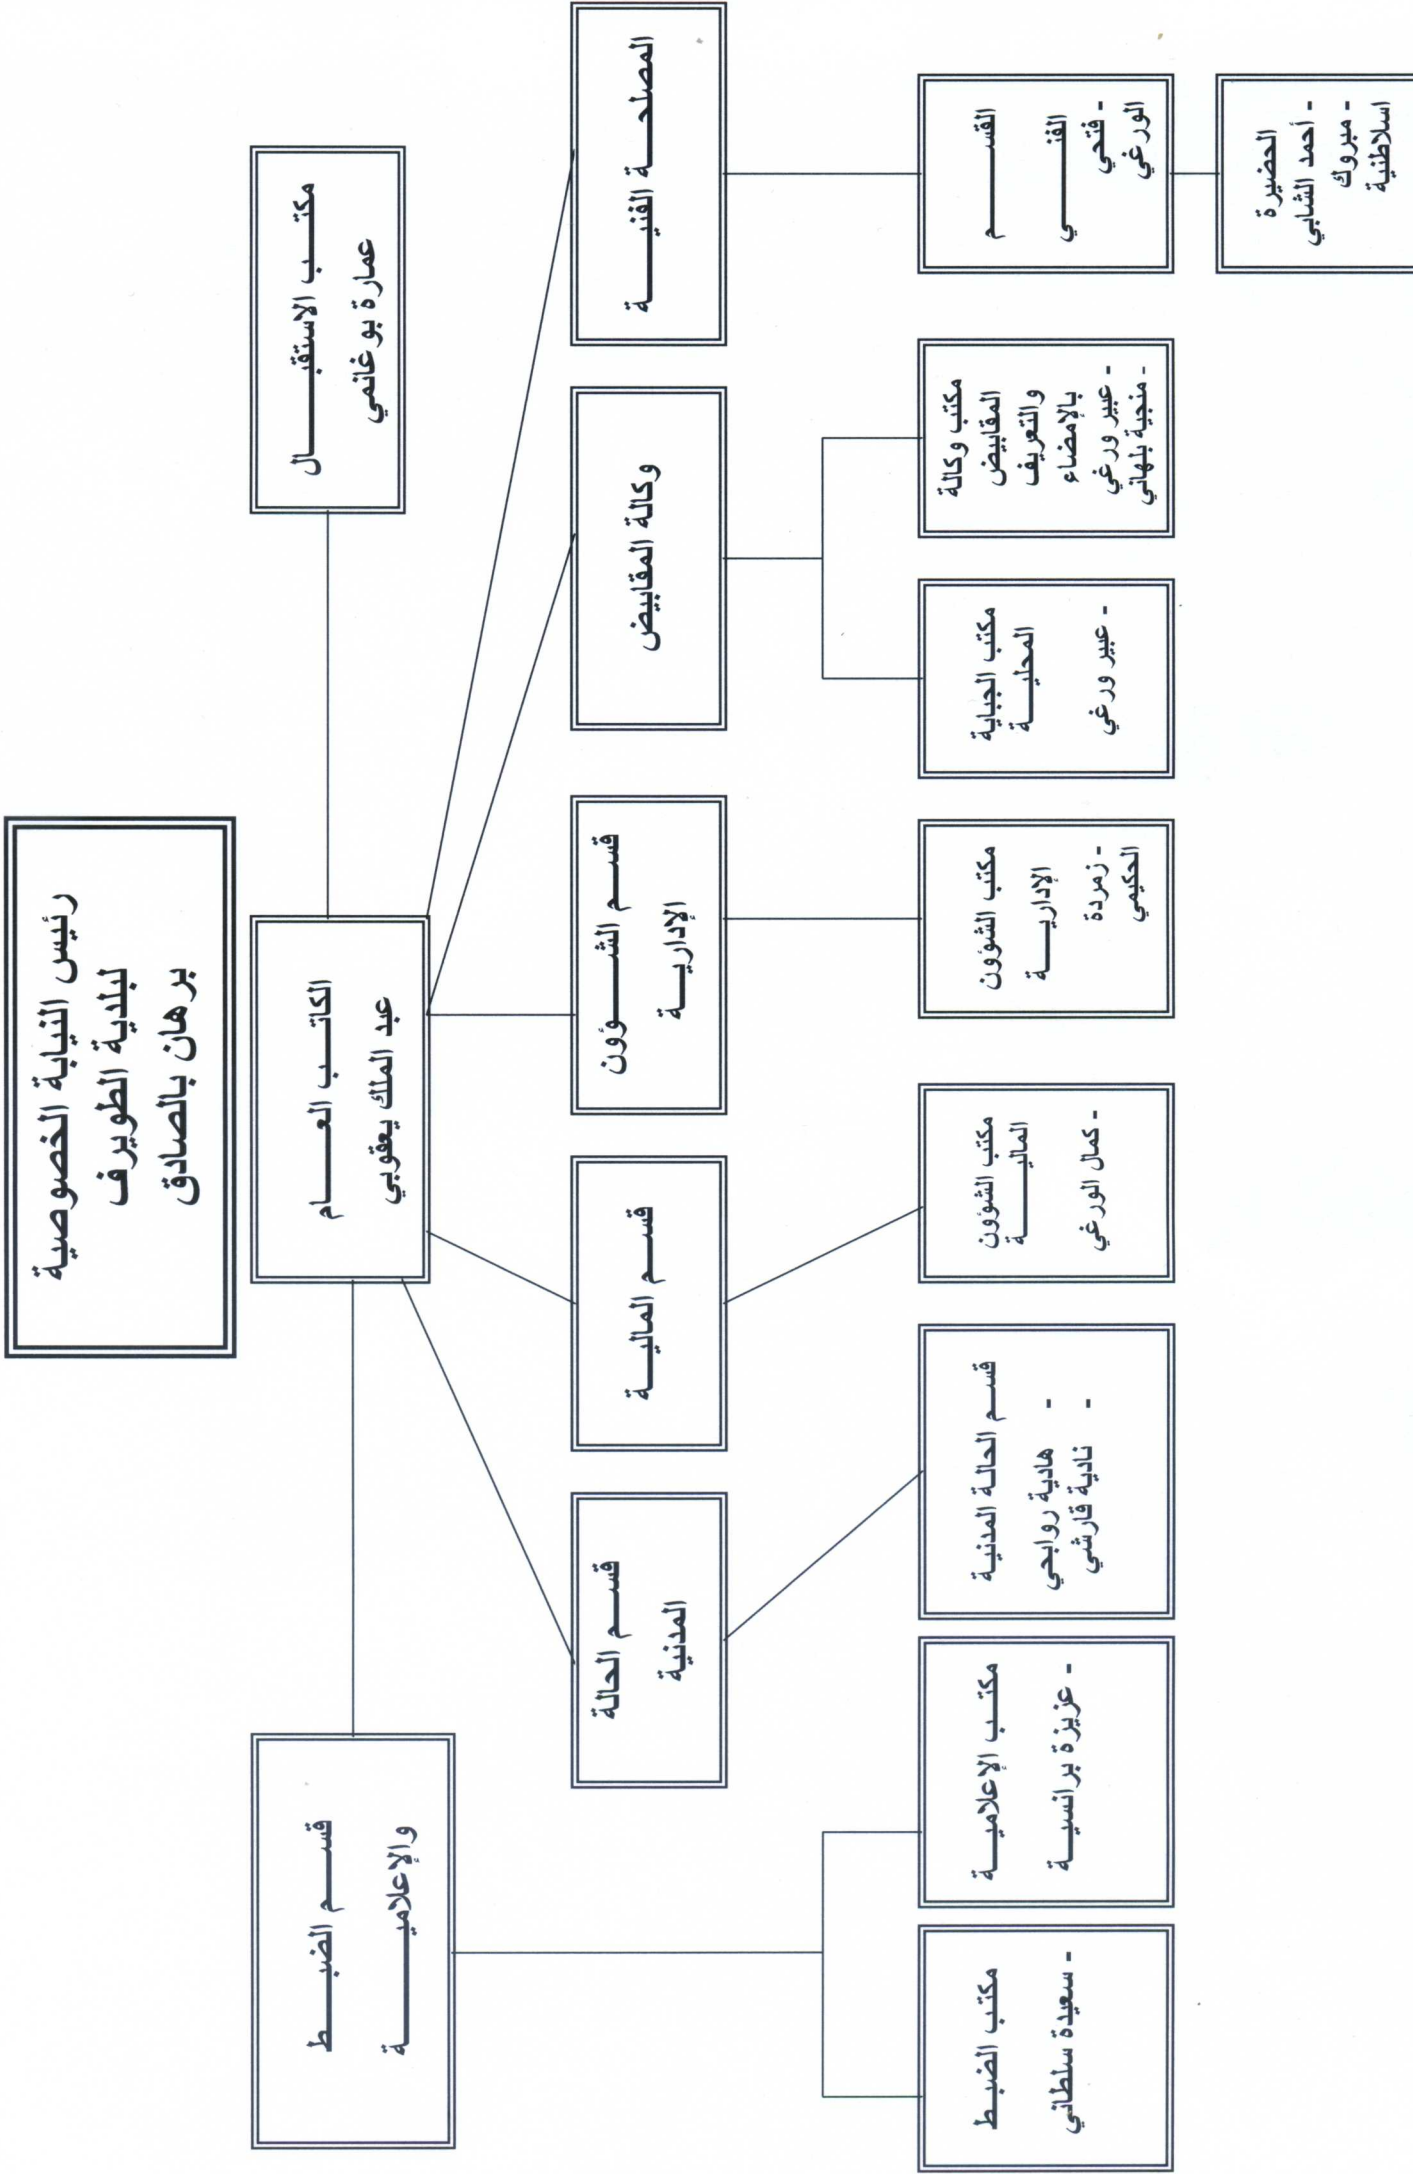 رئيس النيابة الخصوصية
لبلدية الطويرف
برهان بالصادق
مكتب الاستقبال
عمارة بوغانمي
الكاتب العام
عبد الملك يعقوبي
قسم الضبط
والإعلامية
المصلحة الفنية
وكالة المقابيض
قسم الشؤون
الإدارية
قسم المالية
قسم الحالة
المدنية
القسم
الفني
- فتحي
الورغي
مكتب وكالة
المقابيض
والتعريف
بالإمضاء
- عبير ورغي
- منجية بلهاني
مكتب الجباية
المحلية
- عبير ورغي
مكتب الشؤون
الإدارية
- زمردة
الحكيمي
مكتب الشؤون
المالية
- كمال الورغي
قسم الحالة المدنية
- هادية روابحي
- نادية قارشي
مكتب الإعلامية
- عزيزة برانسية
مكتب الضبط
- سعيدة سلطاني
الحضيرة
- أحمد الشابي
- مبروك
اسلاطنية